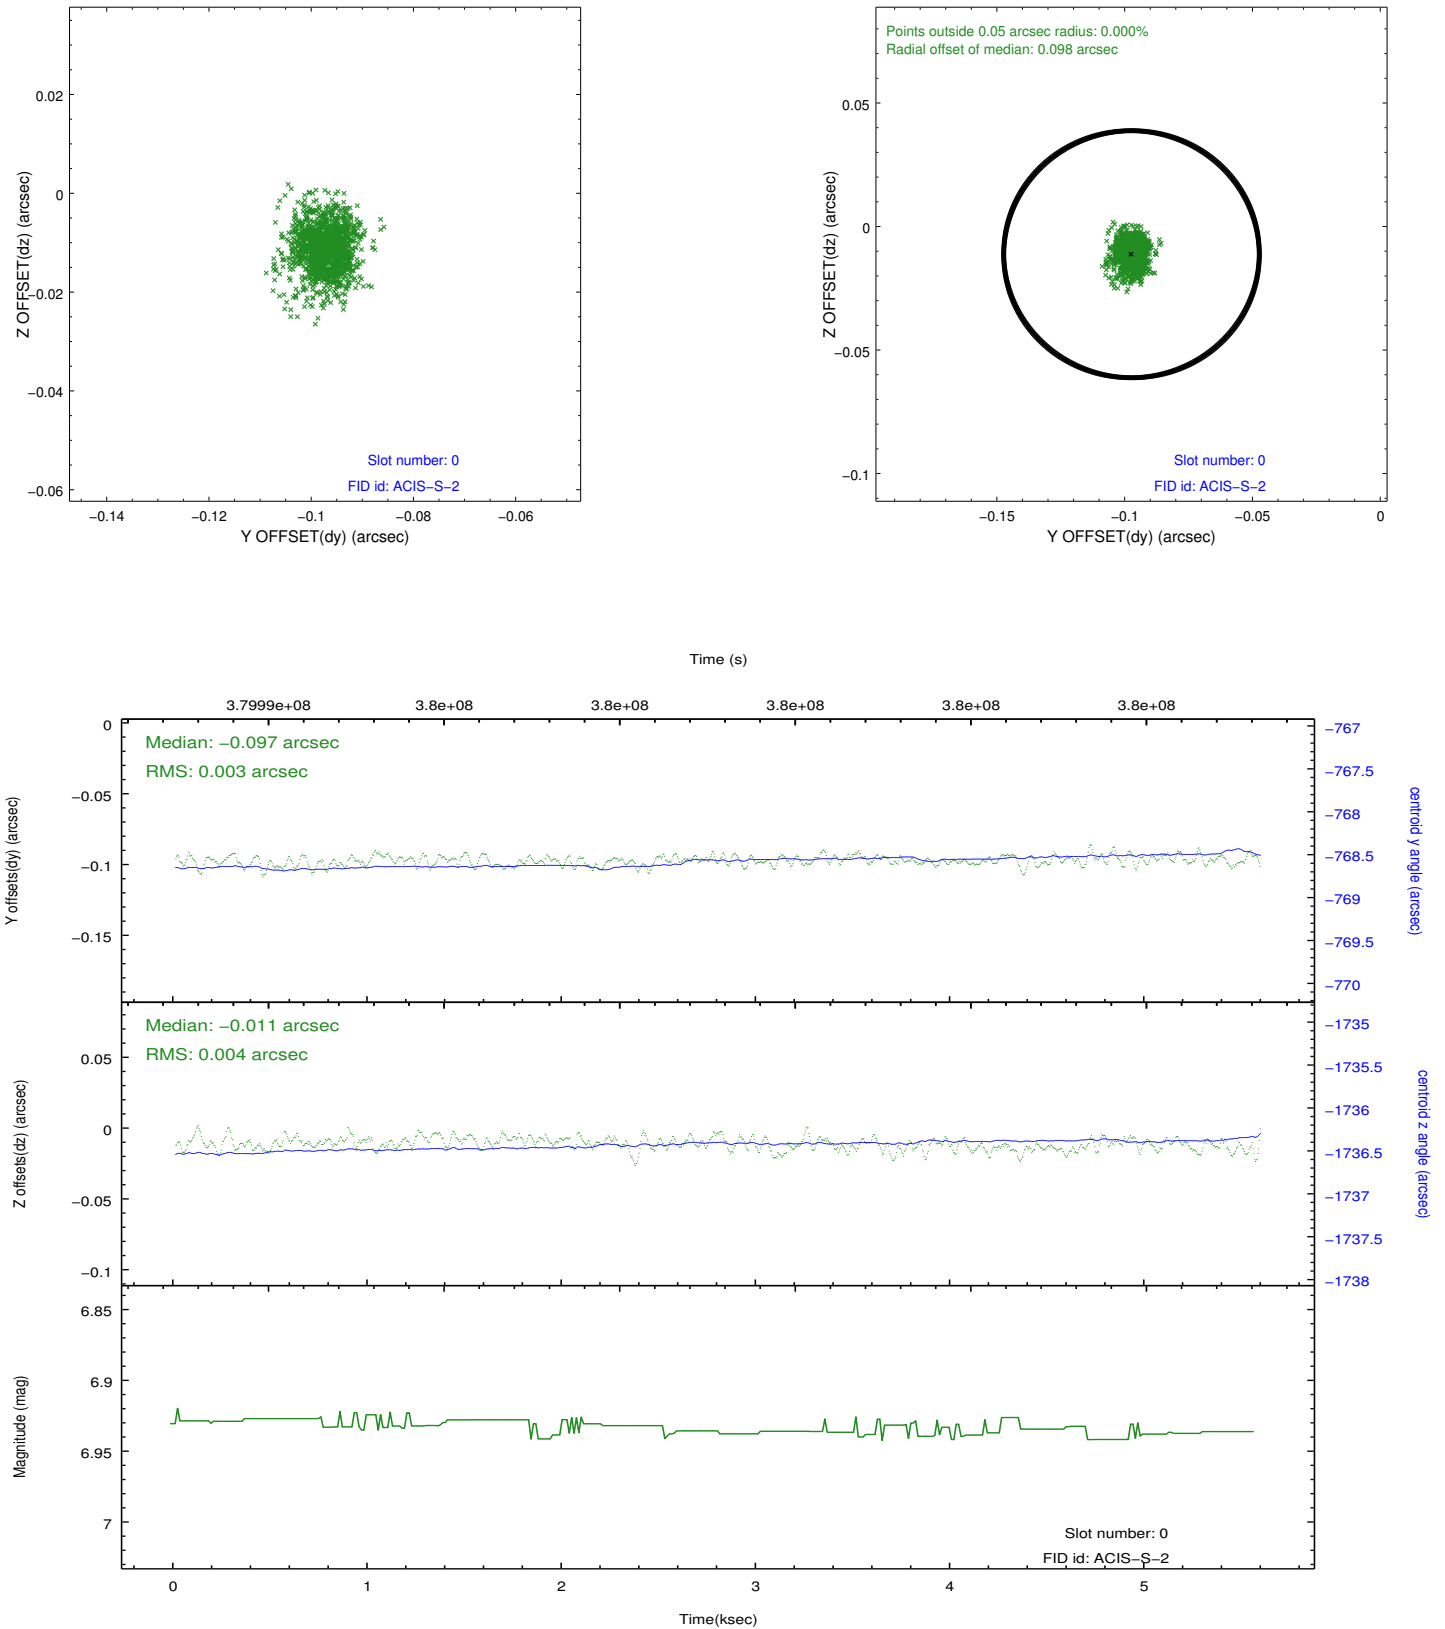 0.02
0
−0.02
−0.04
−0.06
Z OFFSET(dz) (arcsec)
Slot number: 0
FID id: ACIS−S−2
−0.14
−0.12
−0.1
−0.08
−0.06
Y OFFSET(dy) (arcsec)
Points outside 0.05 arcsec radius: 0.000%
Radial offset of median: 0.098 arcsec
0.05
0
−0.05
−0.1
Z OFFSET(dz) (arcsec)
Slot number: 0
FID id: ACIS−S−2
−0.15
−0.1
−0.05
0
Y OFFSET(dy) (arcsec)
Time (s)
3.7999e+08
3.8e+08
3.8e+08
3.8e+08
3.8e+08
3.8e+08
Median: −0.097 arcsec
RMS: 0.003 arcsec
0
−0.05
−0.1
−0.15
Y offsets(dy) (arcsec)
−767
−767.5
−768
−768.5
−769
−769.5
−770
centroid y angle (arcsec)
Median: −0.011 arcsec
RMS: 0.004 arcsec
0.05
0
−0.05
−0.1
Z offsets(dz) (arcsec)
−1735
−1735.5
−1736
−1736.5
−1737
−1737.5
−1738
centroid z angle (arcsec)
6.85
6.9
6.95
7
Magnitude (mag)
Slot number: 0
FID id: ACIS−S−2
0
1
2
3
4
5
Time(ksec)